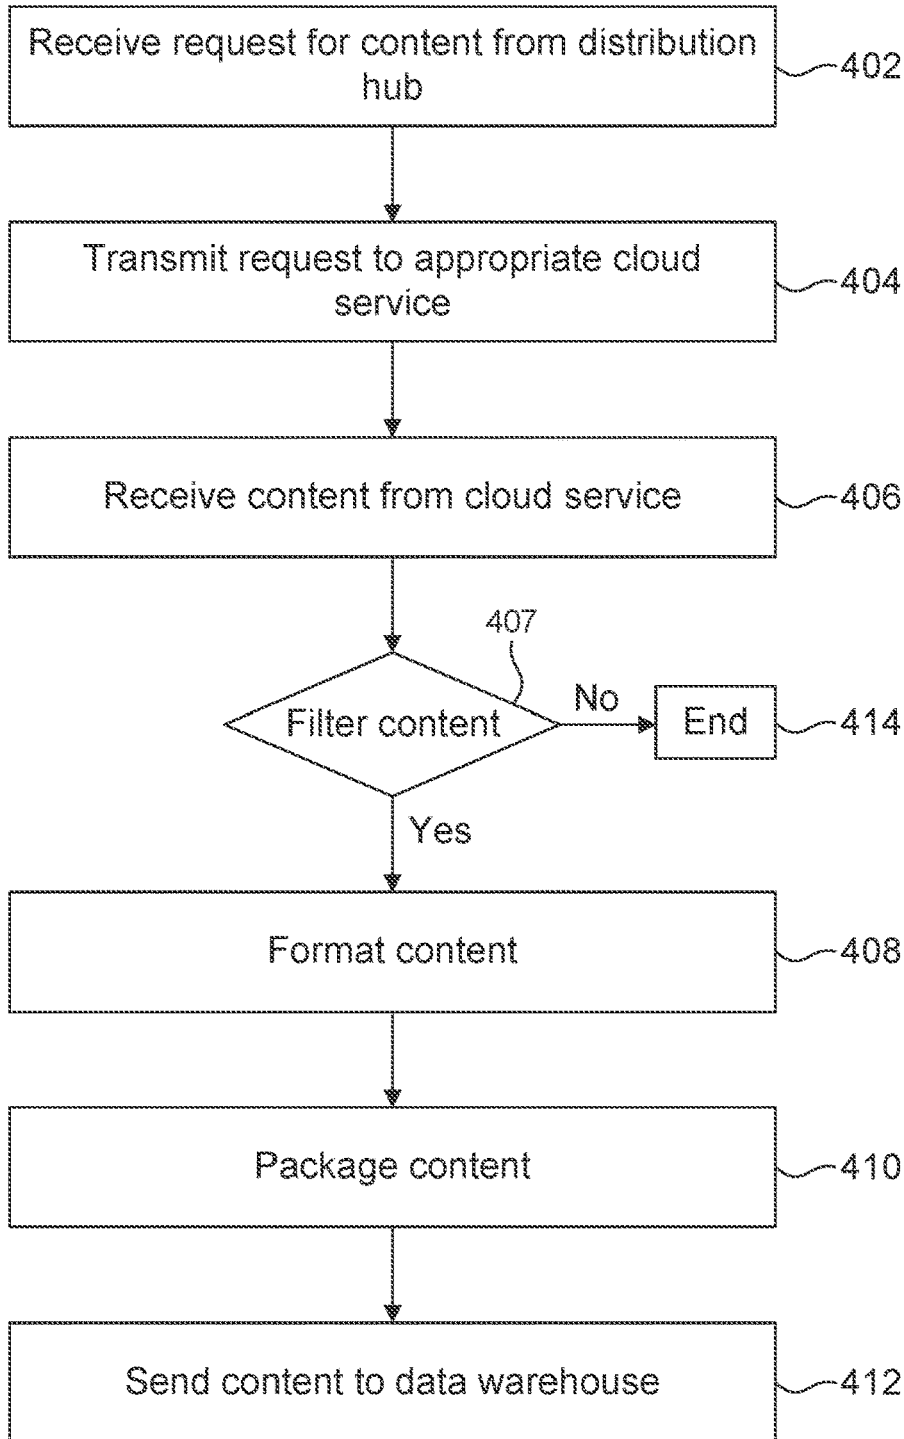 Receive request for content from distribution
hub
402
Transmit request to appropriate cloud
service
404
Receive content from cloud service
406
407
Filter content
No
End
414
Yes
Format content
408
Package content
410
Send content to data warehouse
412